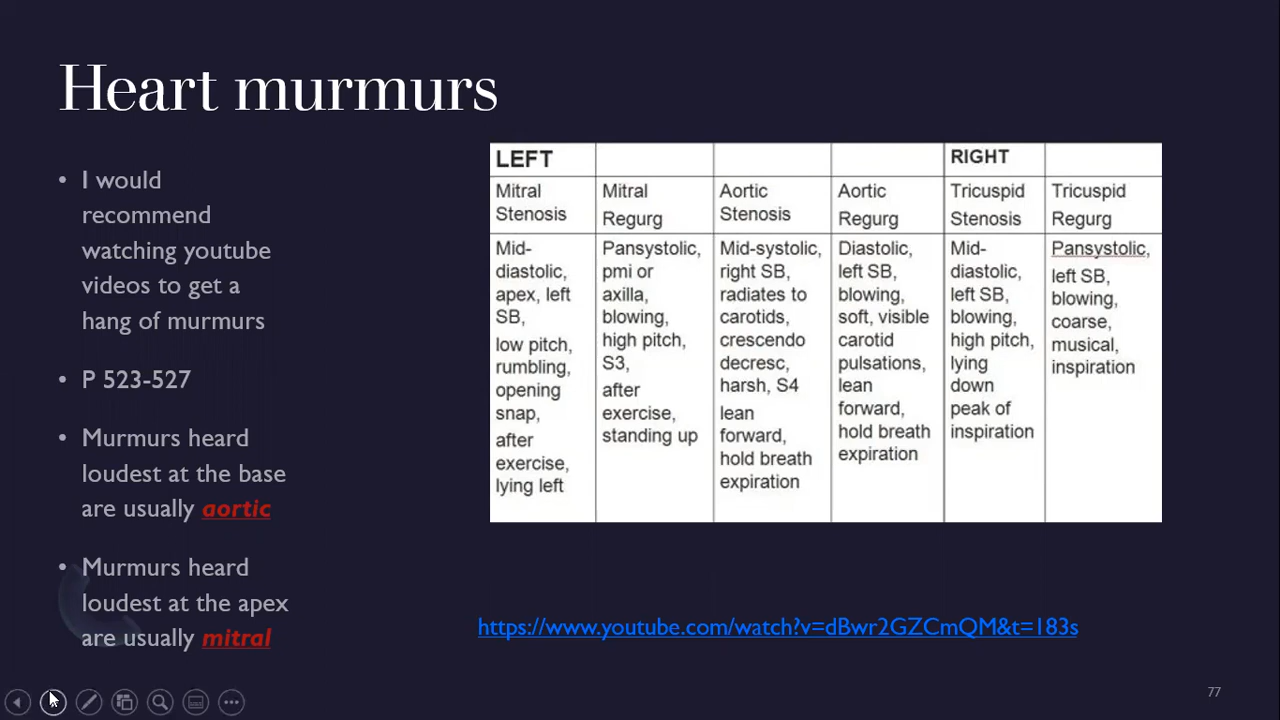 Heart murmurs
• I would
recommend
watching youtube
videos to get a
hang of murmurs
• P 523-527
• Murmurs heard
loudest at the base
are usually aortic
• Murmurs heard
loudest at the apex
are usually mitral
LEFT
RIGHT
Mitral
Stenosis
Mitral
Regurg
Aortic
Stenosis
Aortic
Regurg
Tricuspid
Stenosis
Tricuspid
Regurg
Mid-
diastolic,
apex, left
SB,
low pitch,
rumbling,
opening
snap,
after
exercise,
lying left
Pansystolic,
pmi or
axilla,
blowing,
high pitch,
S3,
after
exercise,
standing up
Mid-systolic,
right SB,
radiates to
carotids,
crescendo
decresc,
harsh, S4
lean
forward,
hold breath
expiration
Diastolic,
left SB,
blowing,
soft, visible
carotid
pulsations,
lean
forward,
hold breath
expiration
Mid-
diastolic,
left SB,
blowing,
high pitch,
lying
down
peak of
inspiration
Pansystolic,
left SB,
blowing,
coarse,
musical,
inspiration
https://www.youtube.com/watch?v=dBwr2GZCmQM&t=183s
77